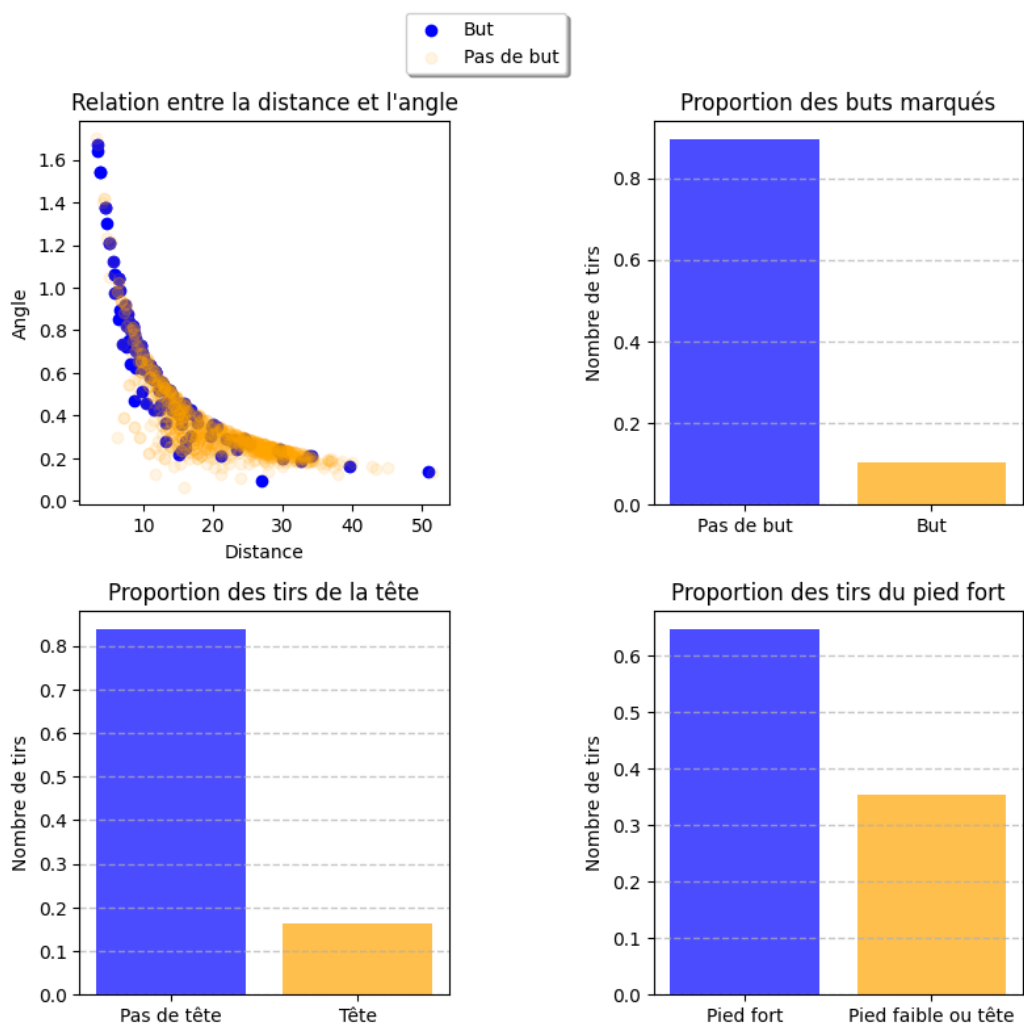 But
Pas de but
Relation entre la distance et l'angle
Angle
1.6
1.4
1.2
1.0
0.8
0.6
0.4
0.2
0.0
10 20 30 40 50
Distance
Proportion des buts marqués
Nombre de tirs
0.8
0.6
0.4
0.2
0.0
Pas de but But
Proportion des tirs de la tête
Nombre de tirs
0.8
0.7
0.6
0.5
0.4
0.3
0.2
0.1
0.0
Pas de tête Tête
Proportion des tirs du pied fort
Nombre de tirs
0.6
0.5
0.4
0.3
0.2
0.1
0.0
Pied fort Pied faible ou tête